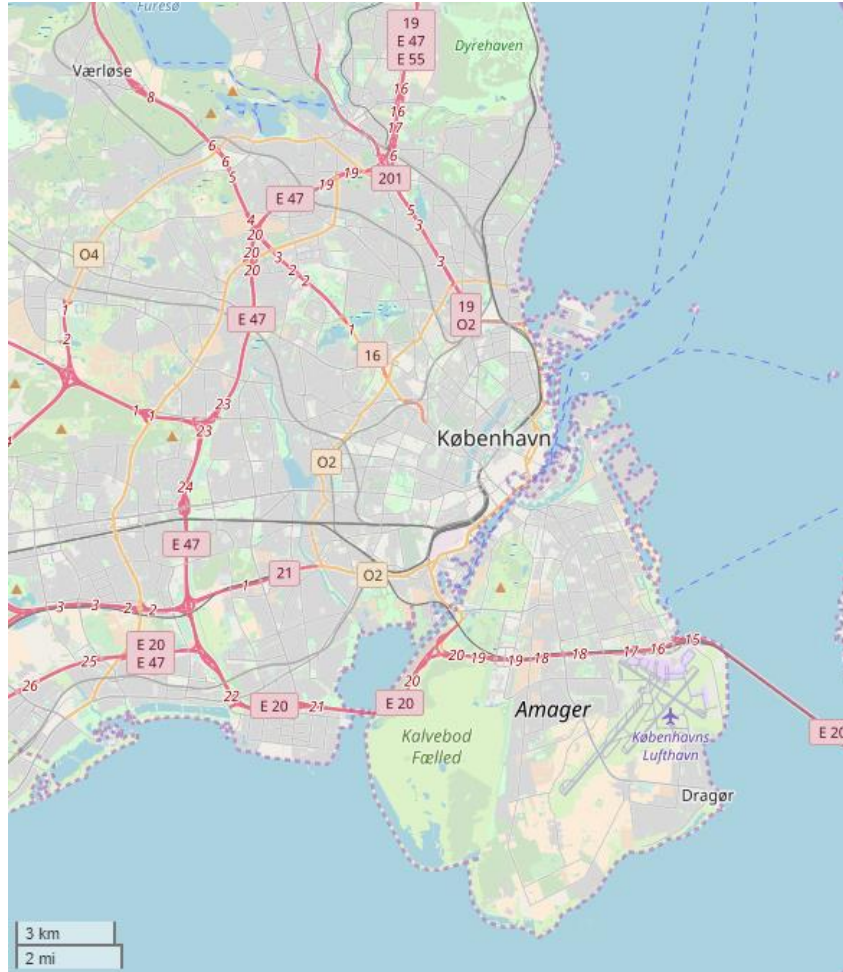 Furesø
19
E 47
E 55
Dyrehaven
Værløse
8
16
16
17
6
6
6
5
19
19
201
E 47
5
3
4
20
20
20
3
2
2
3
O4
1
2
E 47
19
O2
1
16
1
1
23
23
København
O2
24
E 47
21
1
O2
3
3
2
2
15
16
17
18
18
19
19
20
E 20
E 47
25
26
22
E 20
21
20
E 20
Amager
Kalvebod
Fælled
Københavns
Lufthavn
E 20
Dragør
3 km
2 mi